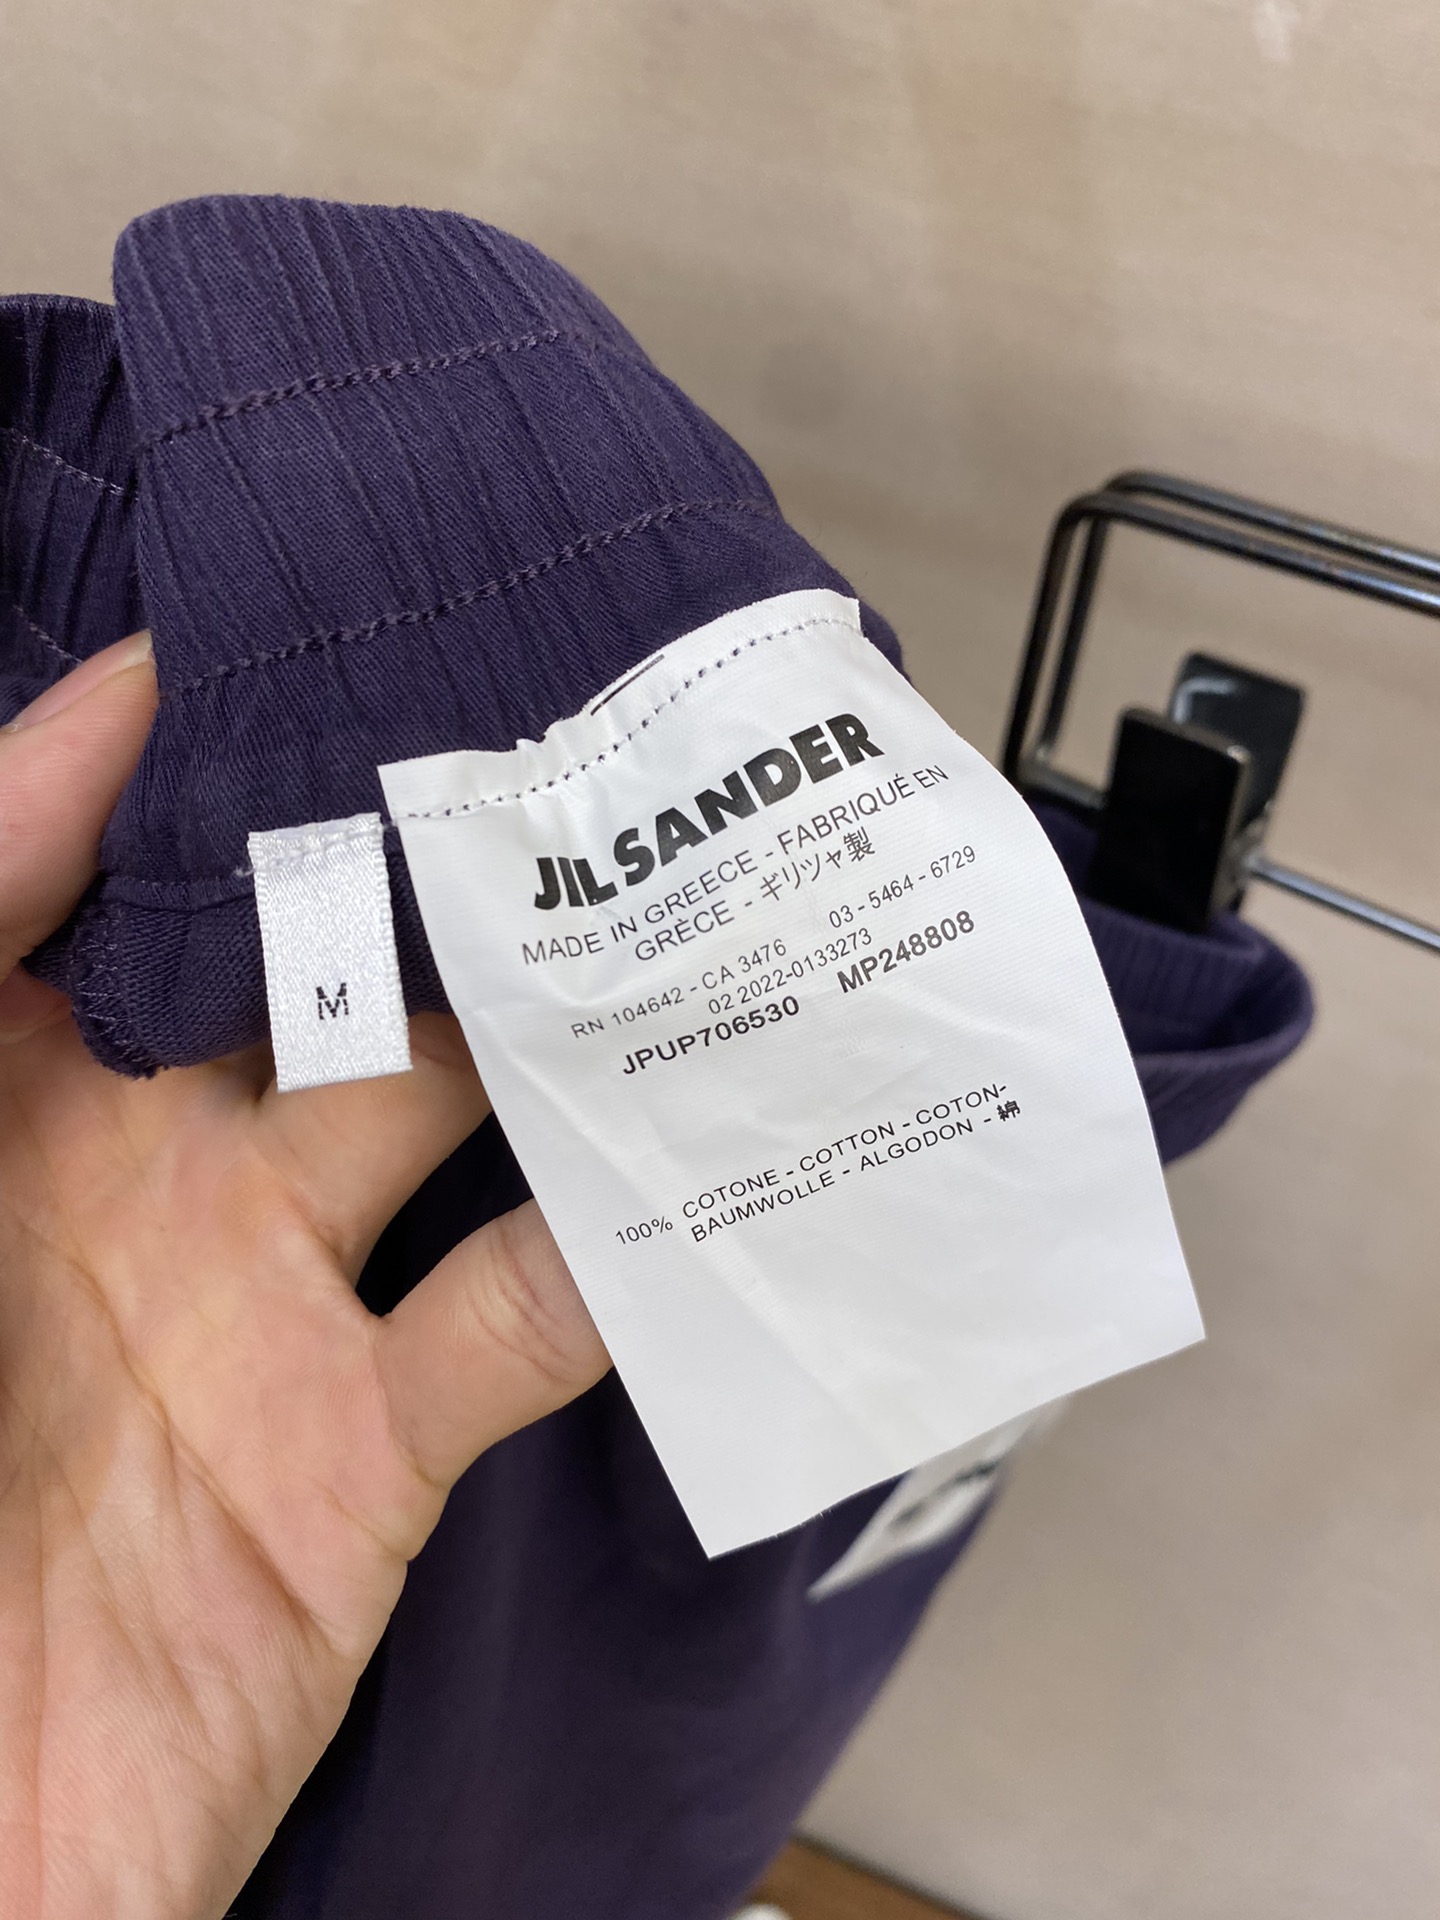 JIL SANDER
MADE IN GREECE - FABRIQUÉ EN
GRÈCE - ギリツャ製
RN 104642 - CA 3476 03 - 5464 - 6729
02 2022-0133273
JPUP706530 MP248808
100% COTONE - COTTON - COTON-
BAUMWOLLE - ALGODON - 綿
M